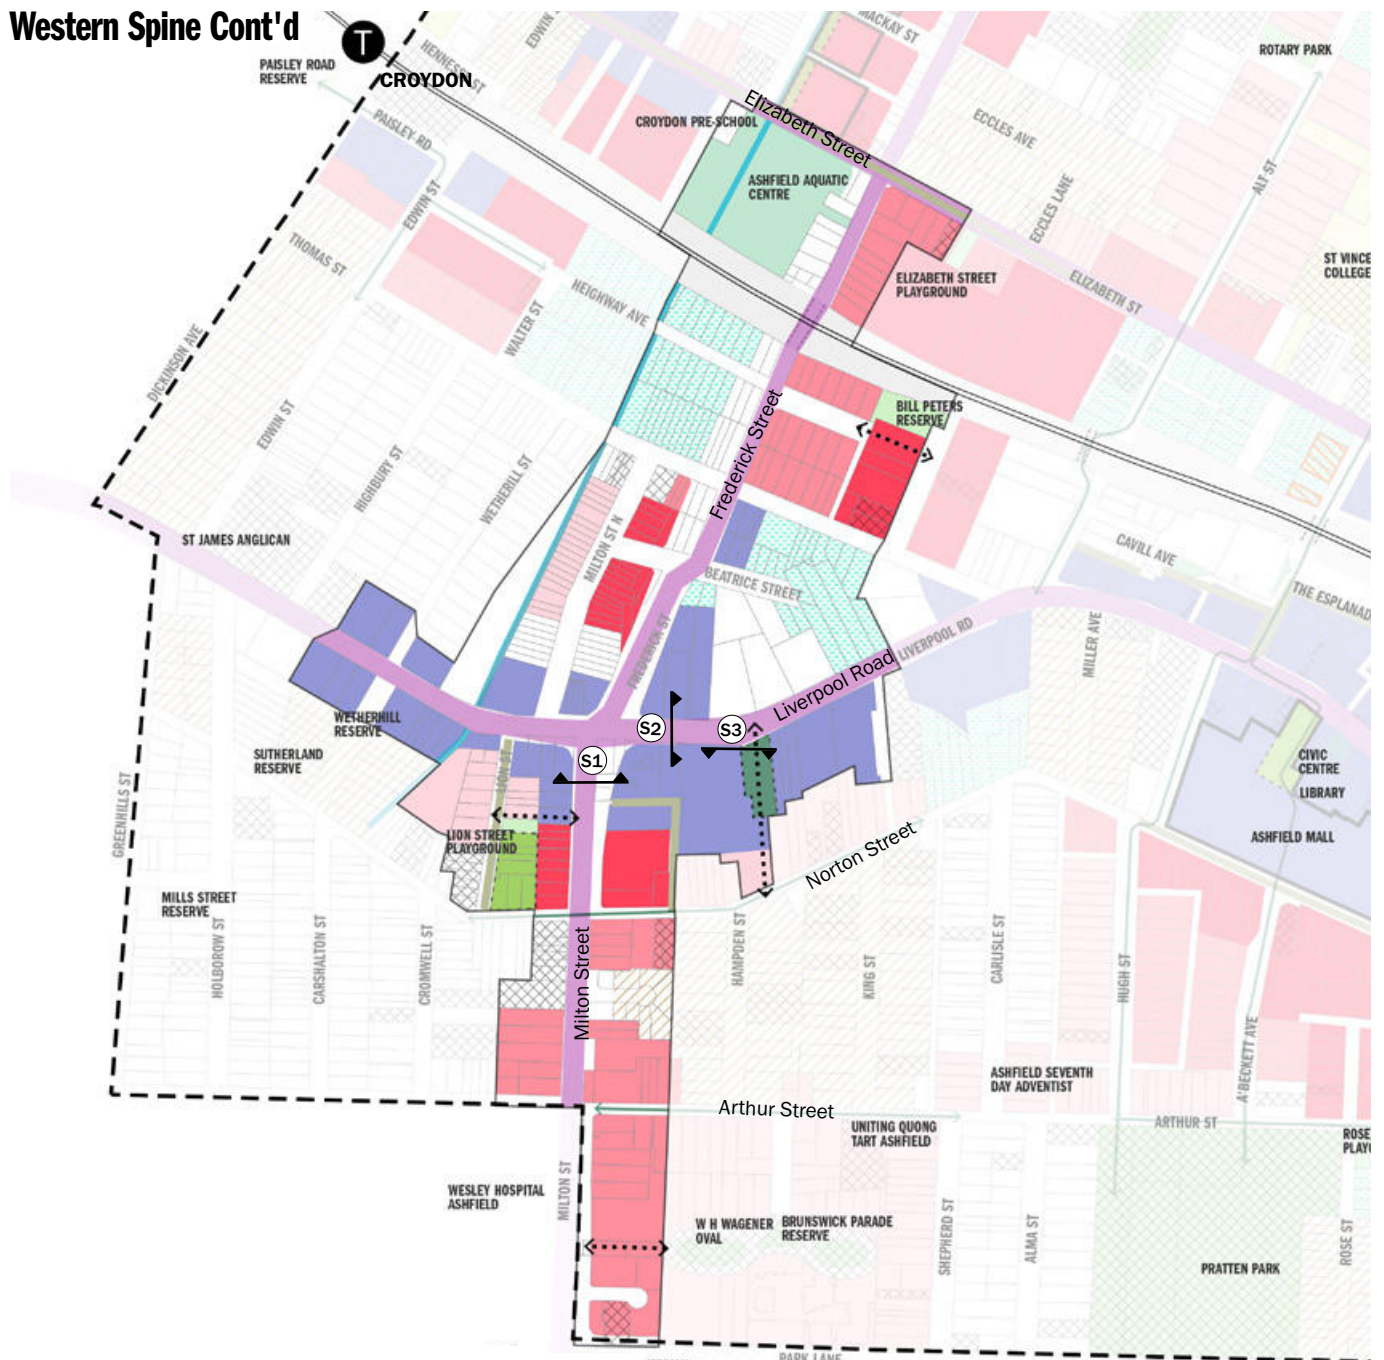 Western Spine Cont'd
T
CROYDON
PAISLEY ROAD
RESERVE
HENNESSY ST
EDWIN ST
MACKAY ST
ROTARY PARK
PAISLEY RD
CROYDON PRE-SCHOOL
Elizabeth Street
ECCLES AVE
ASHFIELD AQUATIC
CENTRE
EDWIN ST
ECCLES LANE
ALT ST
THOMAS ST
ST VINCE
COLLEGE
ELIZABETH STREET
PLAYGROUND
ELIZABETH ST
HEIGHWAY AVE
WALTER ST
DICKINSON AVE
BILL PETERS
RESERVE
Frederick Street
EDWIN ST
HIGHBURY ST
WETHERILL ST
ST JAMES ANGLICAN
MILTON ST N
CAVILL AVE
BEATRICE STREET
THE ESPLANAD
FREDERICK ST
LIVERPOOL RD
MILLER AVE
Liverpool Road
WETHERHILL
RESERVE
S2
S3
S1
SUTHERLAND
RESERVE
LION ST
CIVIC
CENTRE
LIBRARY
GREENHILLS ST
LION STREET
PLAYGROUND
ASHFIELD MALL
Norton Street
MILLS STREET
RESERVE
HOLBOROW ST
CARSHALTON ST
CROMWELL ST
Milton Street
HAMPDEN ST
KING ST
CARLISLE ST
HUGH ST
A'BECKETT AVE
ASHFIELD SEVENTH
DAY ADVENTIST
Arthur Street
ARTHUR ST
UNITING QUONG
TART ASHFIELD
ROSE
PLAY
WESLEY HOSPITAL
ASHFIELD
MILTON ST
W H WAGENER
OVAL
BRUNSWICK PARADE
RESERVE
SHEPHERD ST
ALMA ST
ROSE ST
PRATTEN PARK
PARK LANE